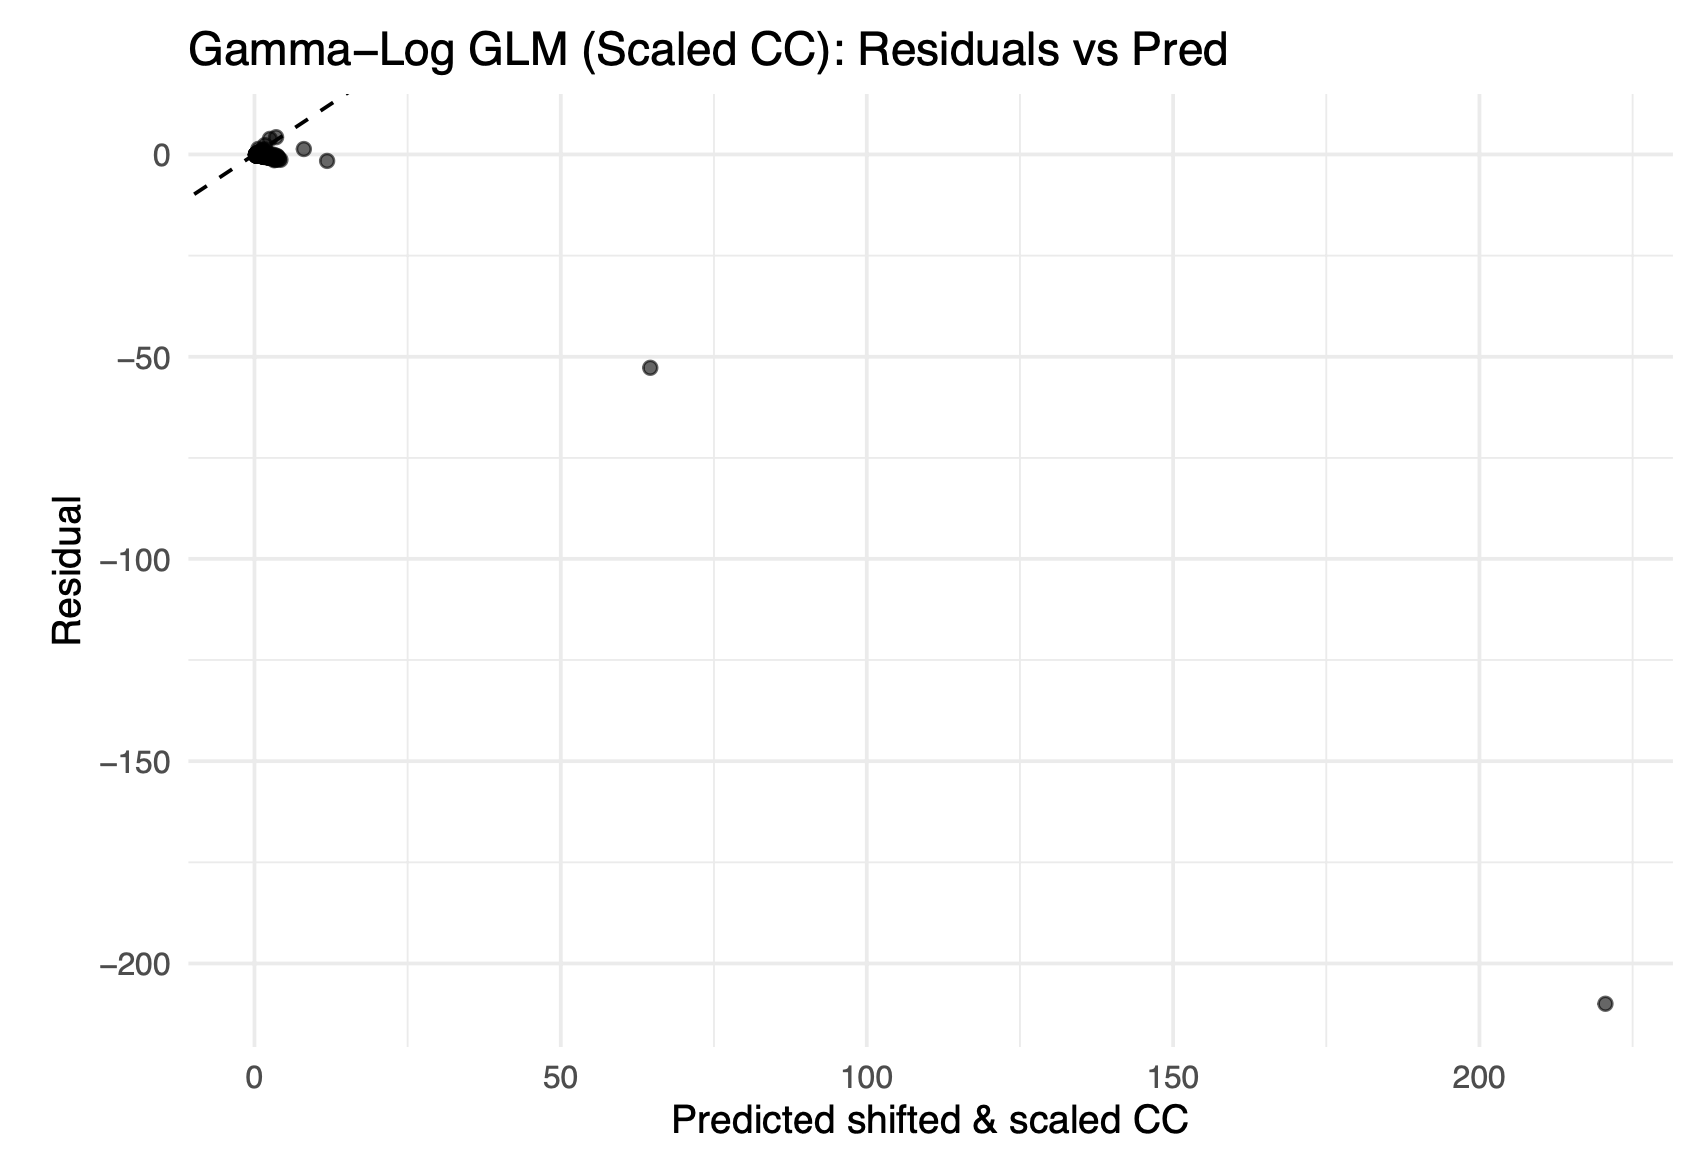 Gamma−Log GLM (Scaled CC): Residuals vs Pred
0
−50
−100
−150
−200
Residual
0 50 100 150 200
Predicted shifted & scaled CC